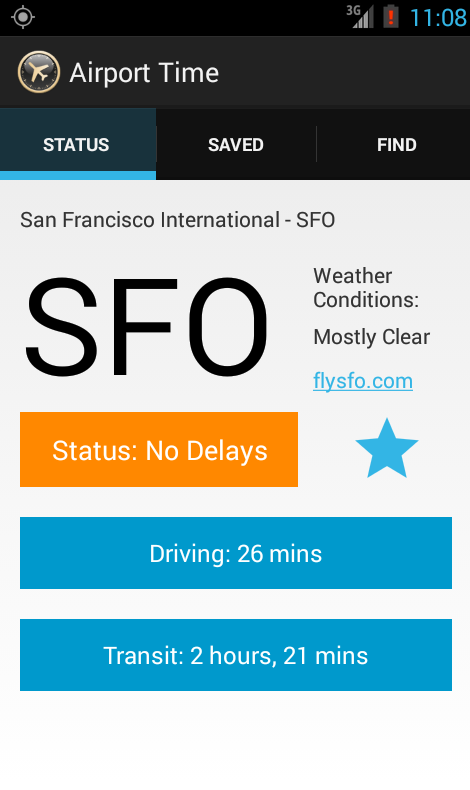 3G
11:08
Airport Time
STATUS
SAVED
FIND
San Francisco International - SFO
SFO
Weather
Conditions:
Mostly Clear
flysfo.com
Status: No Delays
Driving: 26 mins
Transit: 2 hours, 21 mins